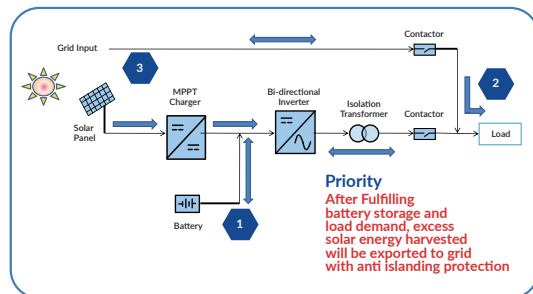 Contactor
Grid Input
3
2
MPPT
Charger
Bi-directional
Inverter
Isolation
Transformer
Contactor
Solar
Panel
Load
Battery
1
Priority
After Fulfilling
battery storage and
load demand, excess
solar energy harvested
will be exported to grid
with anti islanding protection